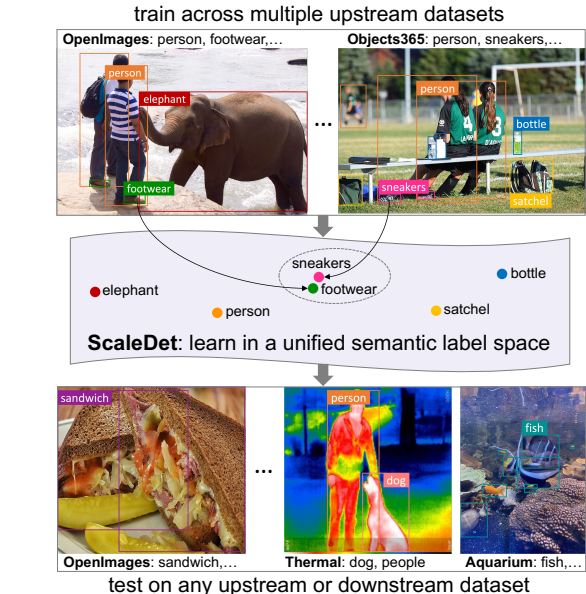 train across multiple upstream datasets
OpenImages: person, footwear,... Objects365: person, sneakers,...
person
elephant
footwear
...
person
4 3
bottle
sneakers
satchel
sneakers
footwear
bottle
elephant
person
satchel
ScaleDet: learn in a unified semantic label space
sandwich
...
person
dog
fish
OpenImages: sandwich,... Thermal: dog, people Aquarium: fish,...
test on any upstream or downstream dataset